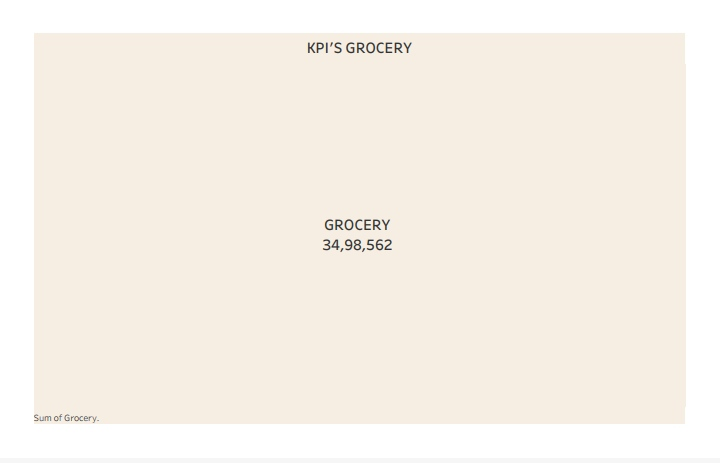 KPI’S GROCERY
GROCERY
34,98,562
Sum of Grocery.